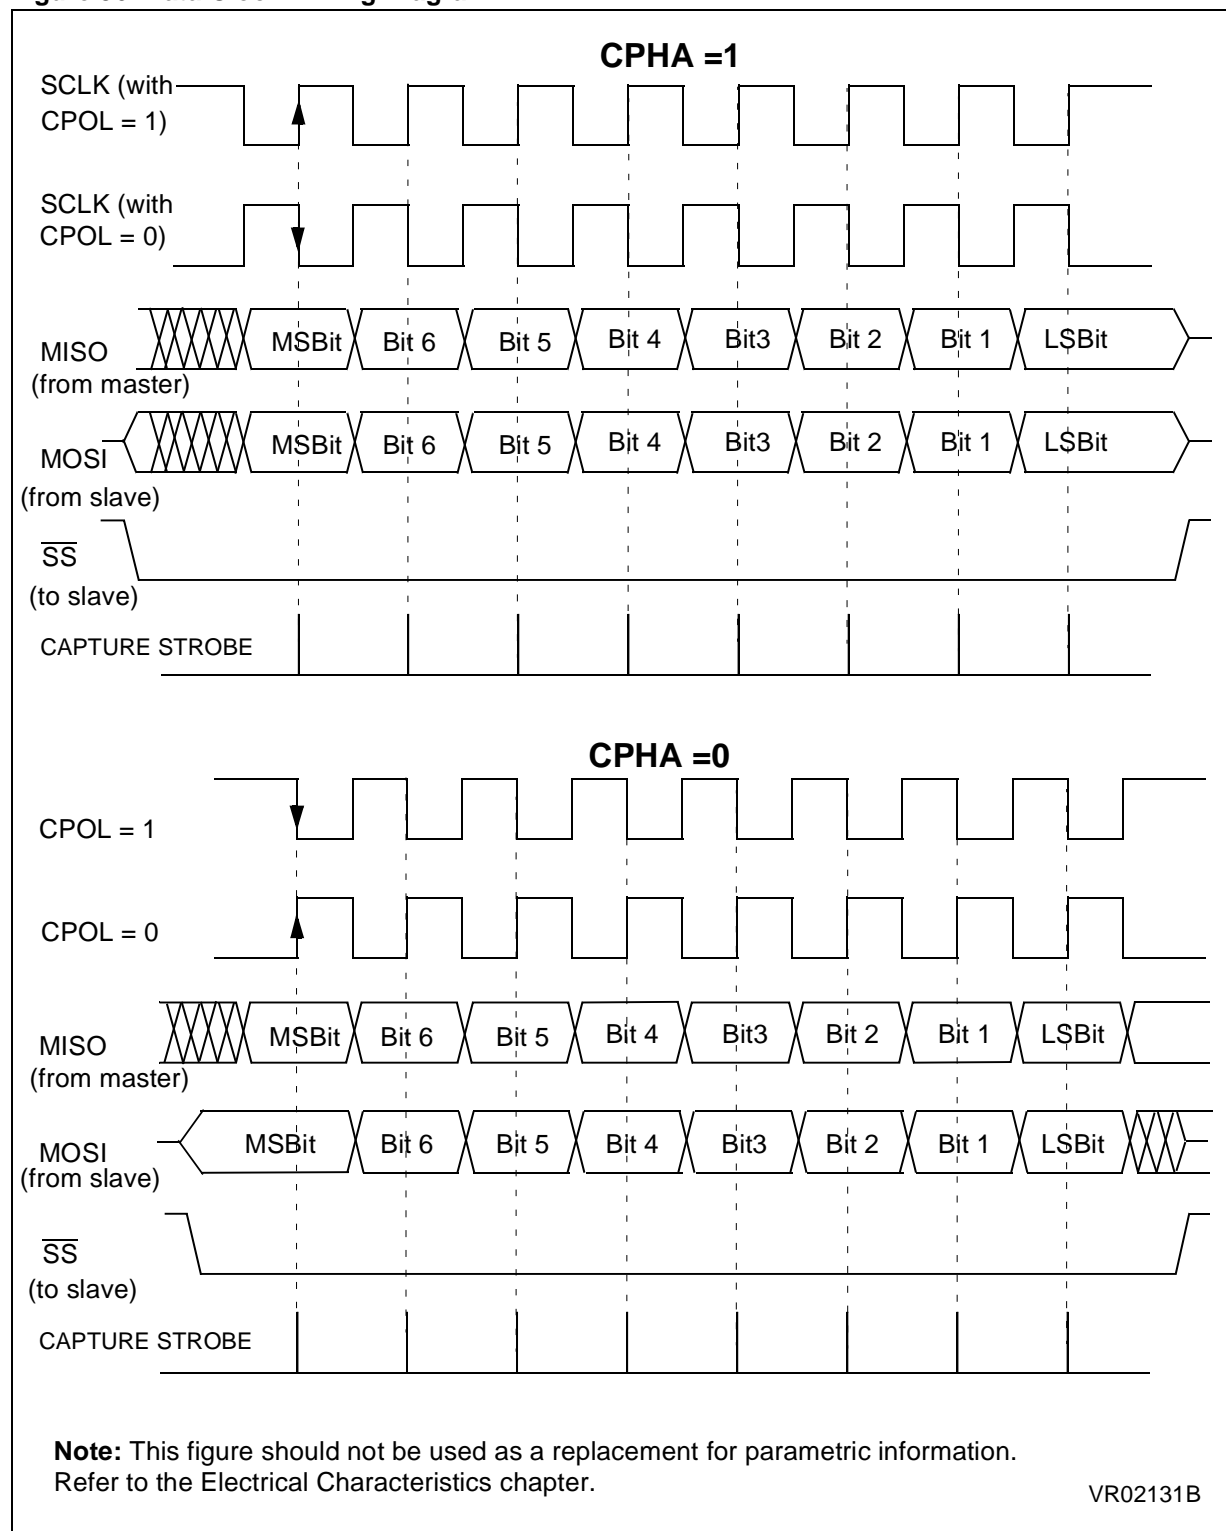 CPHA =1
SCLK (with
CPOL = 1)
SCLK (with
CPOL = 0)
MISO
(from master)
MSBit Bit 6 Bit 5 Bit 4 Bit3 Bit 2 Bit 1 LSBit
MOSI
(from slave)
MSBit Bit 6 Bit 5 Bit 4 Bit3 Bit 2 Bit 1 LSBit
SS
(to slave)
CAPTURE STROBE
CPHA =0
CPOL = 1
CPOL = 0
MISO
(from master)
MSBit Bit 6 Bit 5 Bit 4 Bit3 Bit 2 Bit 1 LSBit
MOSI
(from slave)
MSBit Bit 6 Bit 5 Bit 4 Bit3 Bit 2 Bit 1 LSBit
SS
(to slave)
CAPTURE STROBE
Note: This figure should not be used as a replacement for parametric information.
Refer to the Electrical Characteristics chapter.
VR02131B